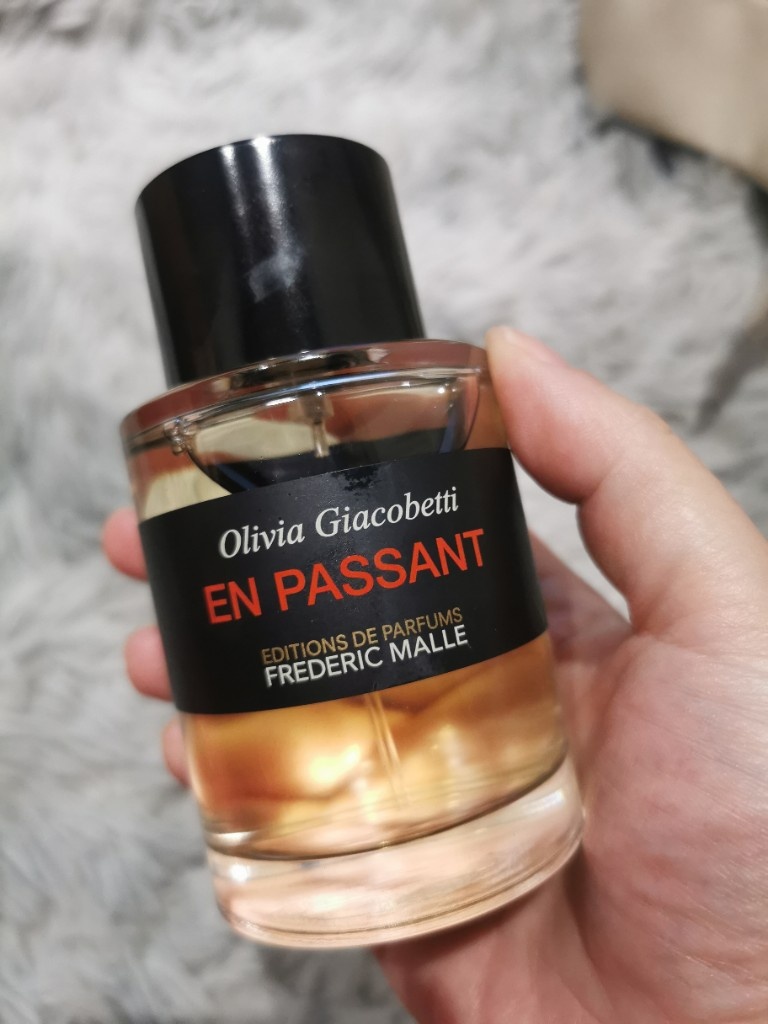 Olivia Giacobetti
EN PASSANT
EDITIONS DE PARFUMS
FREDERIC MALLE